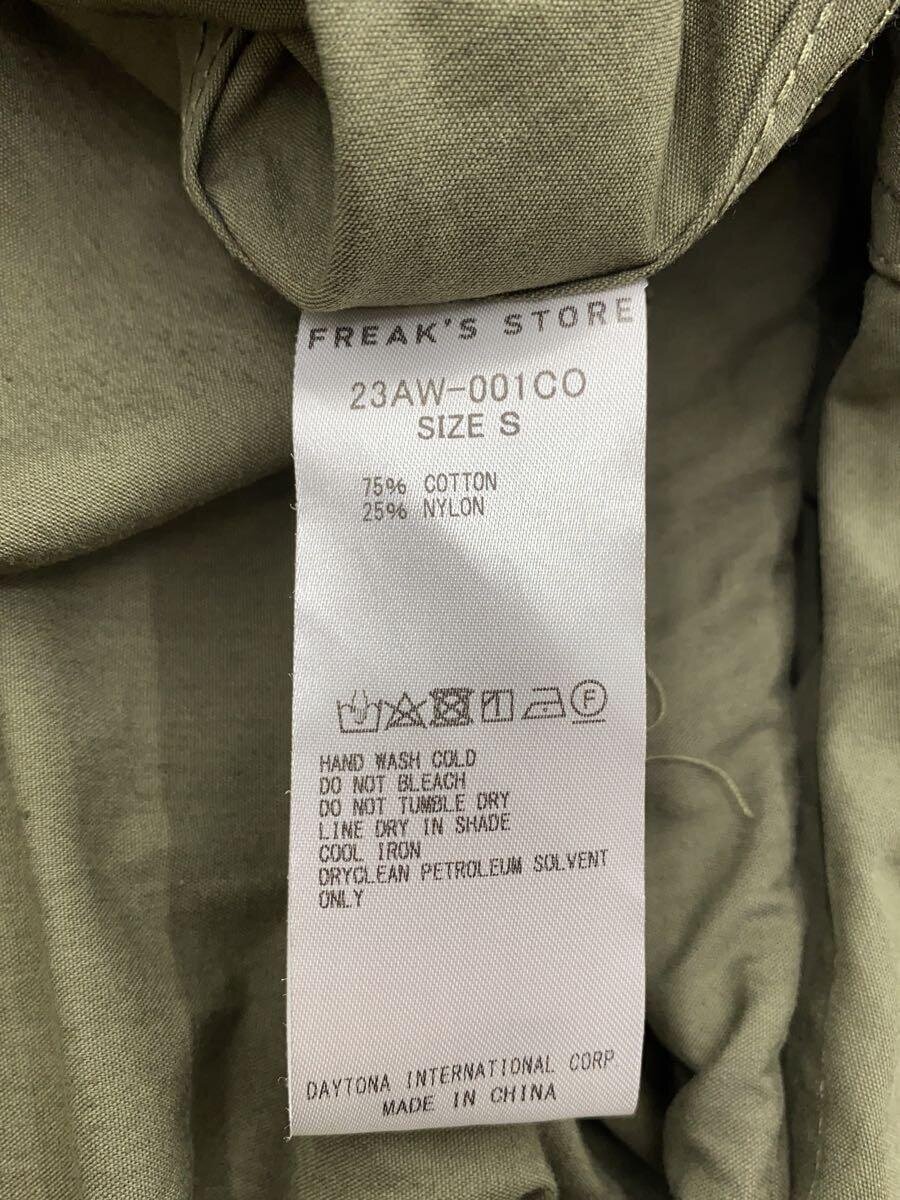 FREAK'S STORE
23AW-001CO
SIZE S
75% COTTON
25% NYLON
F
HAND WASH COLD
DO NOT BLEACH
DO NOT TUMBLE DRY
LINE DRY IN SHADE
COOL IRON
DRYCLEAN PETROLEUM SOLVENT
ONLY
DAYTONA INTERNATIONAL CORP
MADE IN CHINA